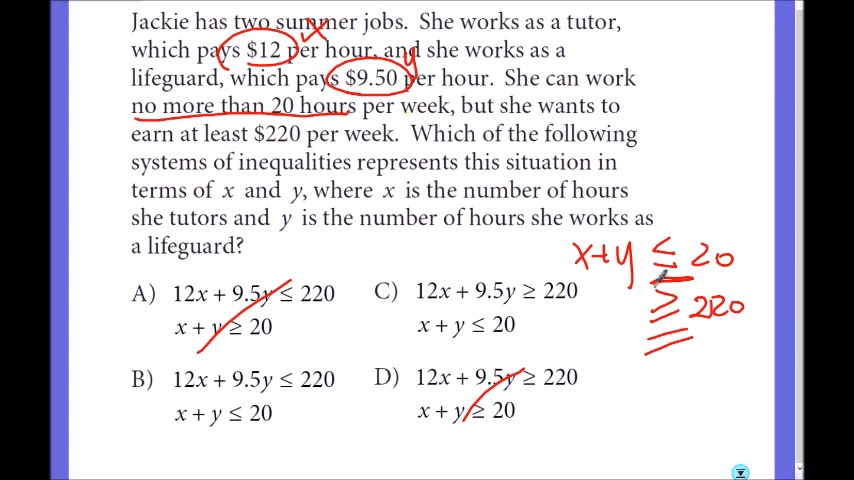 Jackie has two summer jobs. She works as a tutor,
x
which pays $12 per hour, and she works as a
y
lifeguard, which pays $9.50 per hour. She can work
no more than 20 hours per week, but she wants to
earn at least $220 per week. Which of the following
systems of inequalities represents this situation in
terms of x and y, where x is the number of hours
she tutors and y is the number of hours she works as
a lifeguard?
x+y ≤ 20
≥ 220
A) 12x + 9.5y ≤ 220
x + y ≥ 20
B) 12x + 9.5y ≤ 220
x + y ≤ 20
C) 12x + 9.5y ≥ 220
x + y ≤ 20
D) 12x + 9.5y ≥ 220
x + y ≥ 20